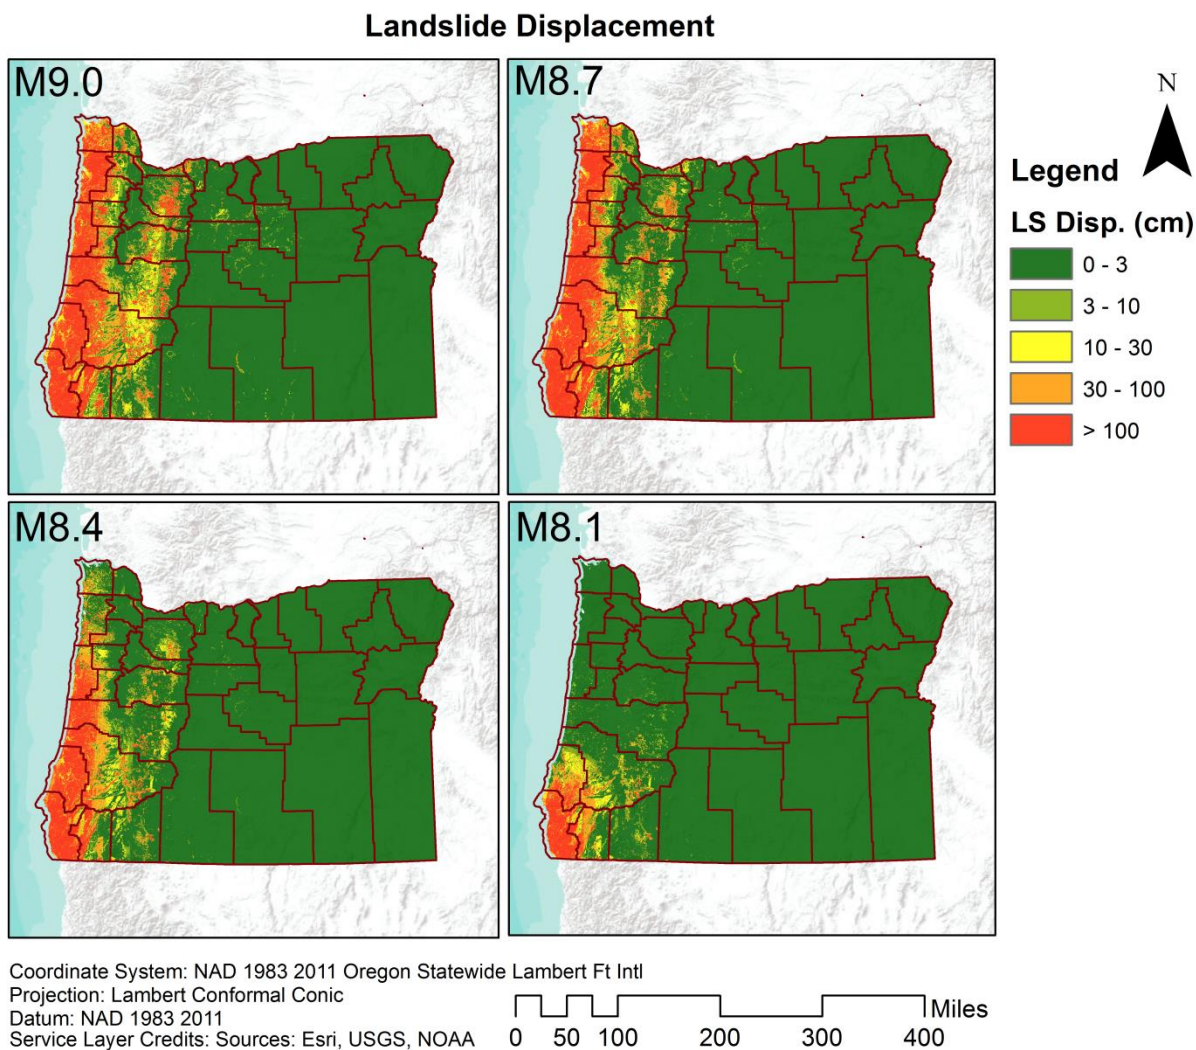 Landslide Displacement
M9.0
M8.7
N
Legend
LS Disp. (cm)
0 - 3
3 - 10
10 - 30
30 - 100
> 100
M8.4
M8.1
Coordinate System: NAD 1983 2011 Oregon Statewide Lambert Ft Intl
Projection: Lambert Conformal Conic
Datum: NAD 1983 2011
Service Layer Credits: Sources: Esri, USGS, NOAA
Miles
0 50 100 200 300 400